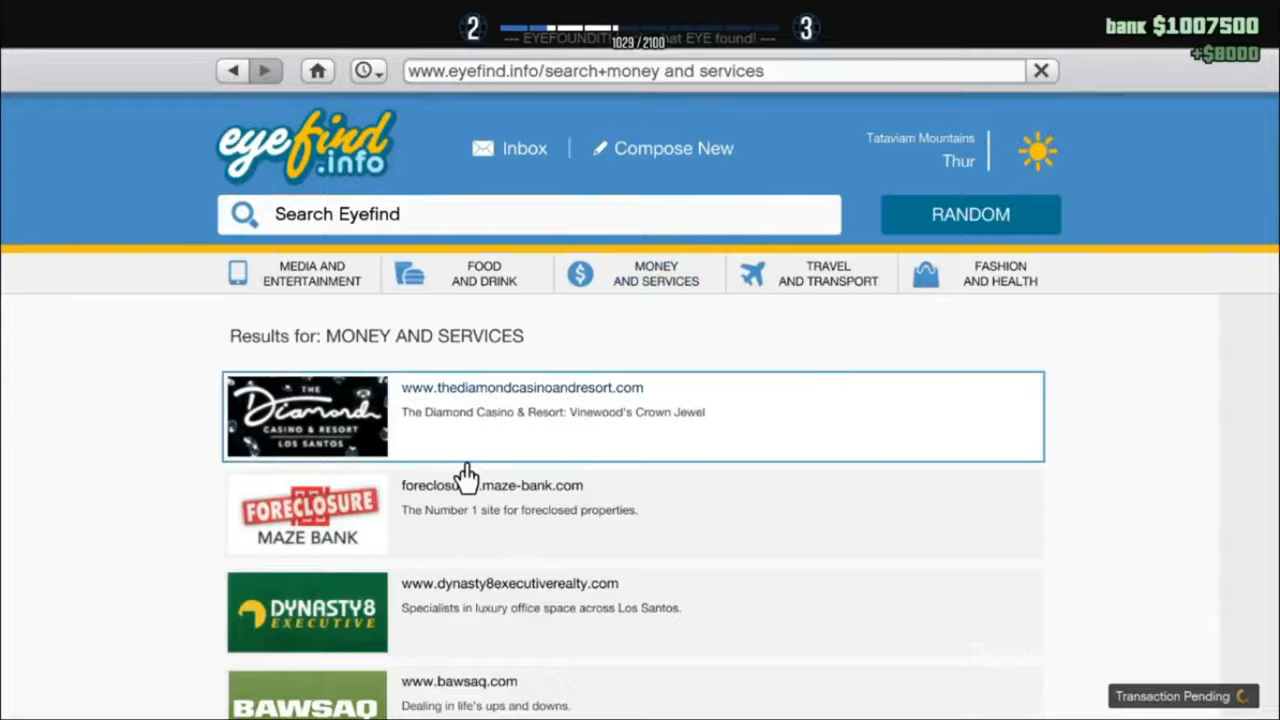 2
3
bank $1007500
--- EYEFOUNDIT! hat EYE found! ---
1029/2100
+$8000
www.eyefind.info/search+money and services
eyefind
.info
Inbox
Compose New
Tataviam Mountains
Thur
Search Eyefind
RANDOM
MEDIA AND
ENTERTAINMENT
FOOD
AND DRINK
MONEY
AND SERVICES
TRAVEL
AND TRANSPORT
FASHION
AND HEALTH
Results for: MONEY AND SERVICES
THE
Diamond
CASINO & RESORT
LOS SANTOS
www.thediamondcasinoandresort.com
The Diamond Casino & Resort: Vinewood's Crown Jewel
FORECLOSURE
MAZE BANK
foreclosu .maze-bank.com
The Number 1 site for foreclosed properties.
DYNASTY8
EXECUTIVE
www.dynasty8executiverealty.com
Specialists in luxury office space across Los Santos.
BAWSAQ
www.bawsaq.com
Dealing in life's ups and downs.
Transaction Pending